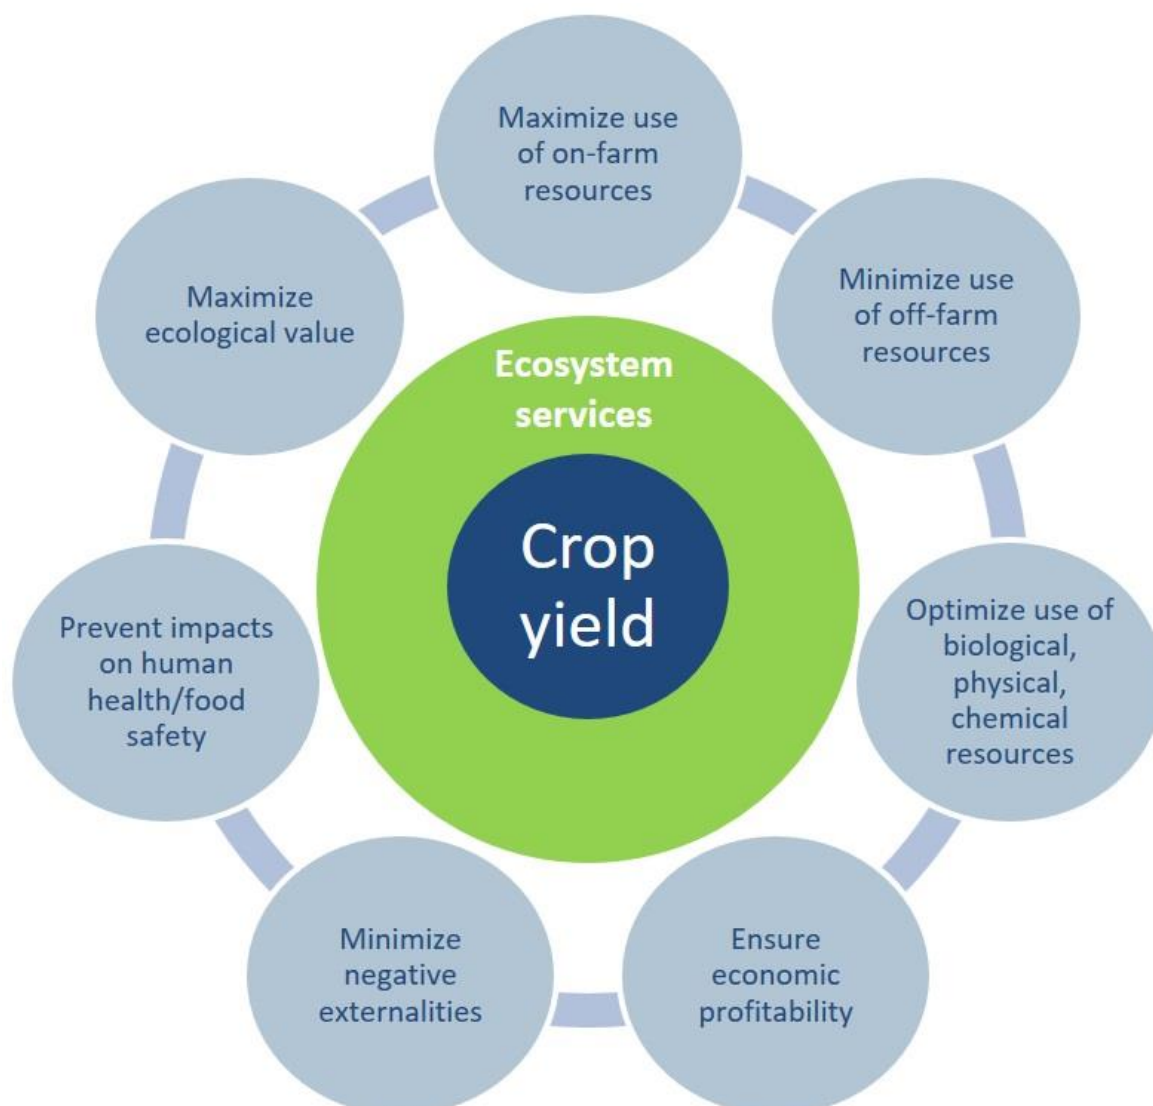 Maximize use
of on-farm
resources
Minimize use
of off-farm
resources
Optimize use of
biological,
physical,
chemical
resources
Ensure
economic
profitability
Minimize
negative
externalities
Prevent impacts
on human
health/food
safety
Maximize
ecological value
Ecosystem
services
Crop
yield